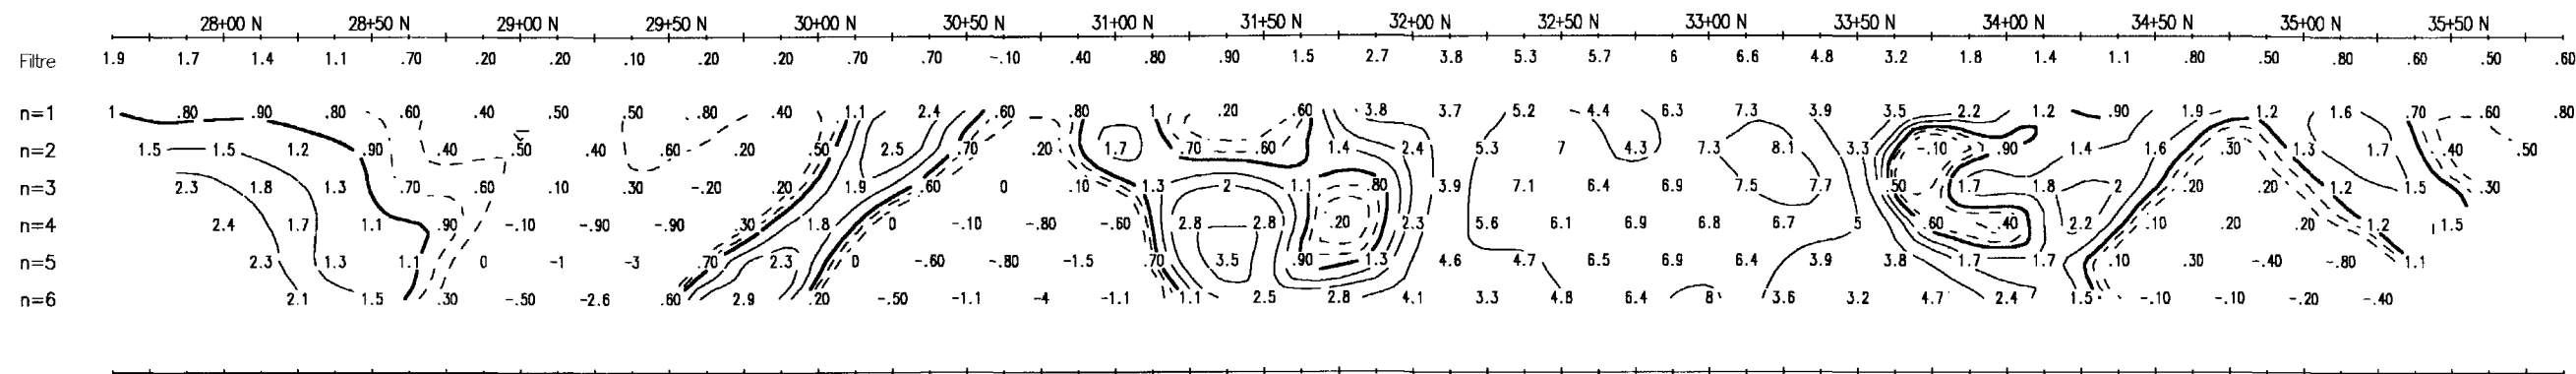 28+00 N 28+50 N 29+00 N 29+50 N 30+00 N 30+50 N 31+00 N 31+50 N 32+00 N 32+50 N 33+00 N 33+50 N 34+00 N 34+50 N 35+00 N 35+50 N
Filtre 1.9 1.7 1.4 1.1 .70 .20 .20 .10 .20 .20 .70 .70 -.10 .40 .80 .90 1.5 2.7 3.8 5.3 5.7 6 6.6 4.8 3.2 1.8 1.4 1.1 .80 .50 .80 .60 .50 .60
n=1 1 .80 .90 .80 .60 .40 .50 .50 .80 .40 1.1 2.4 .60 .80 1 .20 .60 3.8 3.7 5.2 4.4 6.3 7.3 3.9 3.5 2.2 1.2 .90 1.9 1.2 1.6 .70 .60 .80
n=2 1.5 1.5 1.2 .90 .40 .50 .40 .60 .20 .50 2.5 .70 .20 1.7 .70 .60 1.4 2.4 5.3 7 4.3 7.3 8.1 3.3 -.10 .90 1.4 1.6 .30 1.3 1.7 .40 .50
n=3 2.3 1.8 1.3 .70 .60 .10 .30 -.20 .20 1.9 .60 0 .10 1.3 2 1.1 .80 3.9 7.1 6.4 6.9 7.5 7.7 .50 1.7 1.8 2 .20 .20 1.2 1.5 .30
n=4 2.4 1.7 1.1 .90 -.10 -.90 -.90 .30 1.8 0 -.10 -.80 -.60 2.8 2.8 .20 2.3 5.6 6.1 6.9 6.8 6.7 5 .60 .40 2.2 .10 .20 .20 1.2 1.5
n=5 2.3 1.3 1.1 0 -1 -3 .70 2.3 0 -.60 -.80 -1.5 .70 3.5 .90 1.3 4.6 4.7 6.5 6.9 6.4 3.9 3.8 1.7 1.7 .10 .30 -.40 -.80 1.1
n=6 2.1 1.5 .30 -.50 -2.6 .60 2.9 .20 -.50 -1.1 -4 -1.1 1.1 2.5 2.8 4.1 3.3 4.8 6.4 8 3.6 3.2 4.7 2.4 1.5 -.10 -.10 -.20 -.40